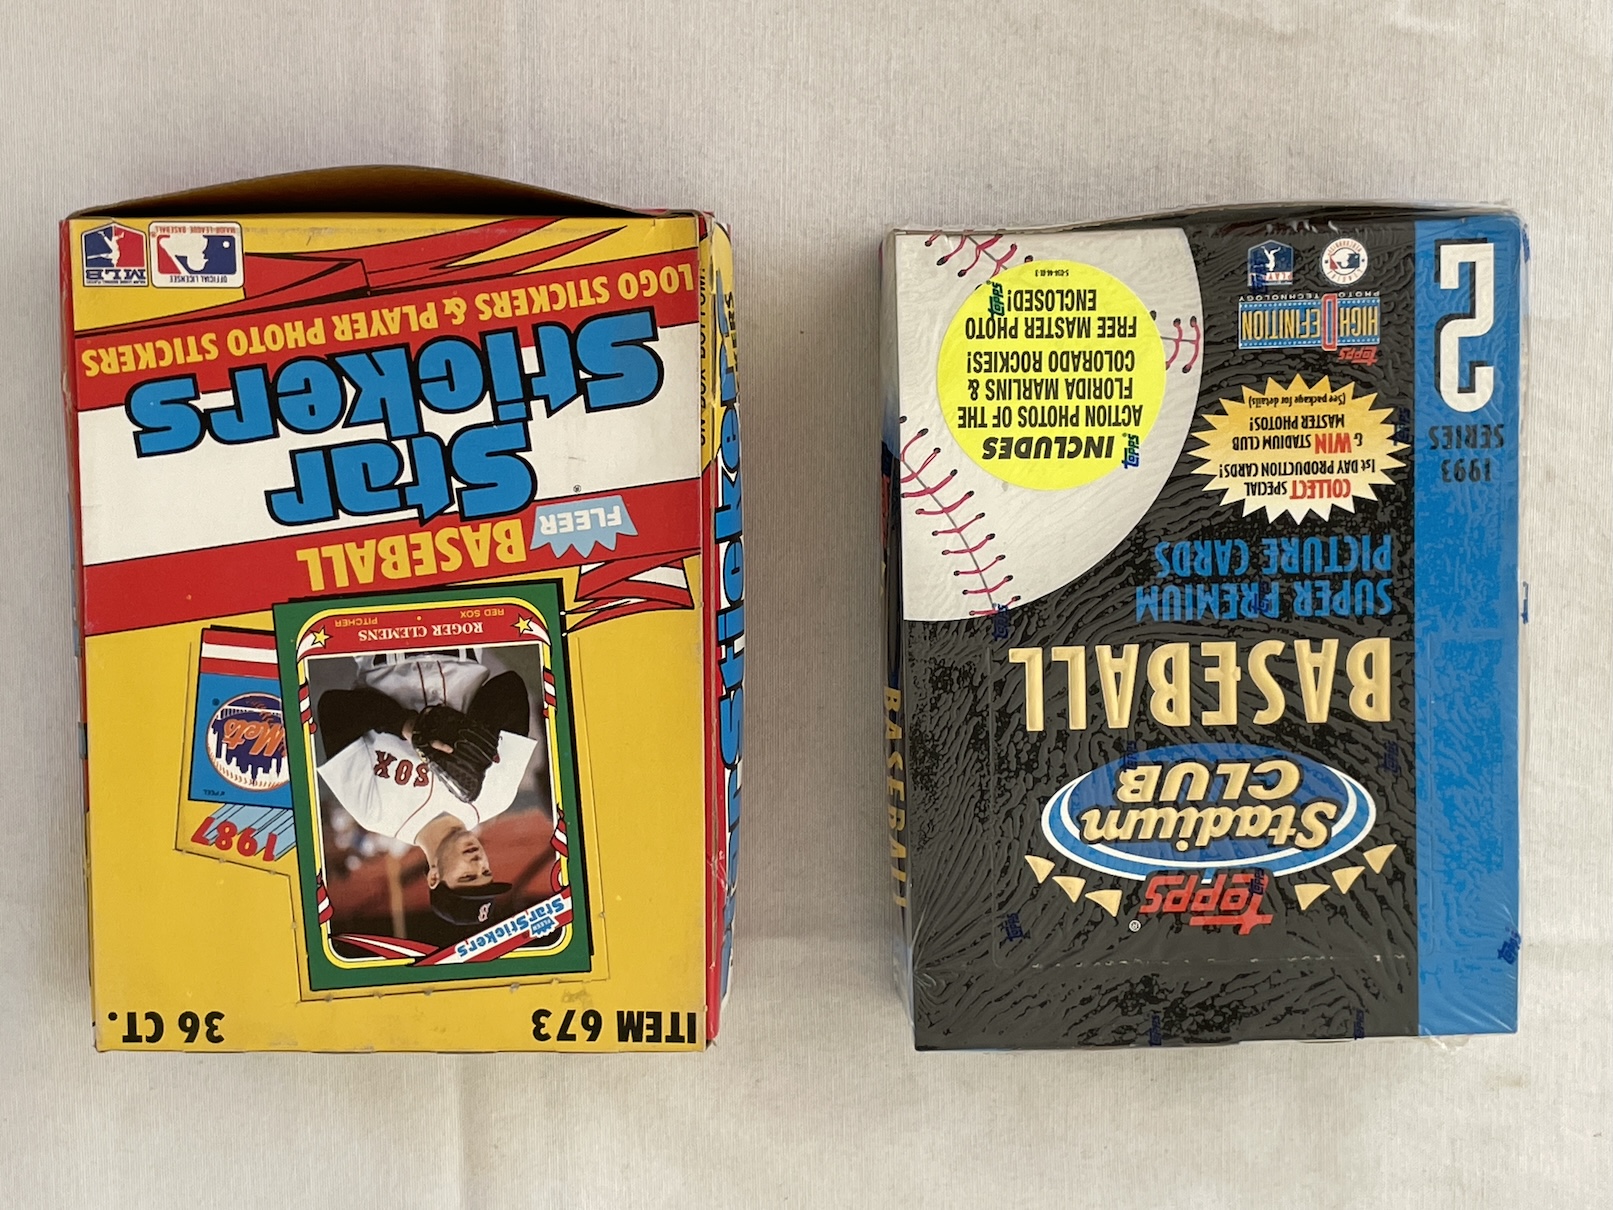 ITEM 673
36 CT.
FLEER
StarStickers
SOX
ROGER CLEMENS
RED SOX
PITCHER
1987
PEEL
Mets
FLEER
BASEBALL
®
Star
Stickers
LOGO STICKERS & PLAYER PHOTO STICKERS
OFFICIAL LICENSEE
MAJOR LEAGUE BASEBALL
MLB
Topps
®
Stadium
CLUB
BASEBALL
SUPER PREMIUM
PICTURE CARDS
1993
SERIES
2
COLLECT SPECIAL
1st DAY PRODUCTION CARDS!
& WIN STADIUM CLUB
MASTER PHOTOS!
(See package for details)
Topps
HIGH DEFINITION
PHOTO TECHNOLOGY
INCLUDES
ACTION PHOTOS OF THE
FLORIDA MARLINS &
COLORADO ROCKIES!
FREE MASTER PHOTO
ENCLOSED!
BASEBALL